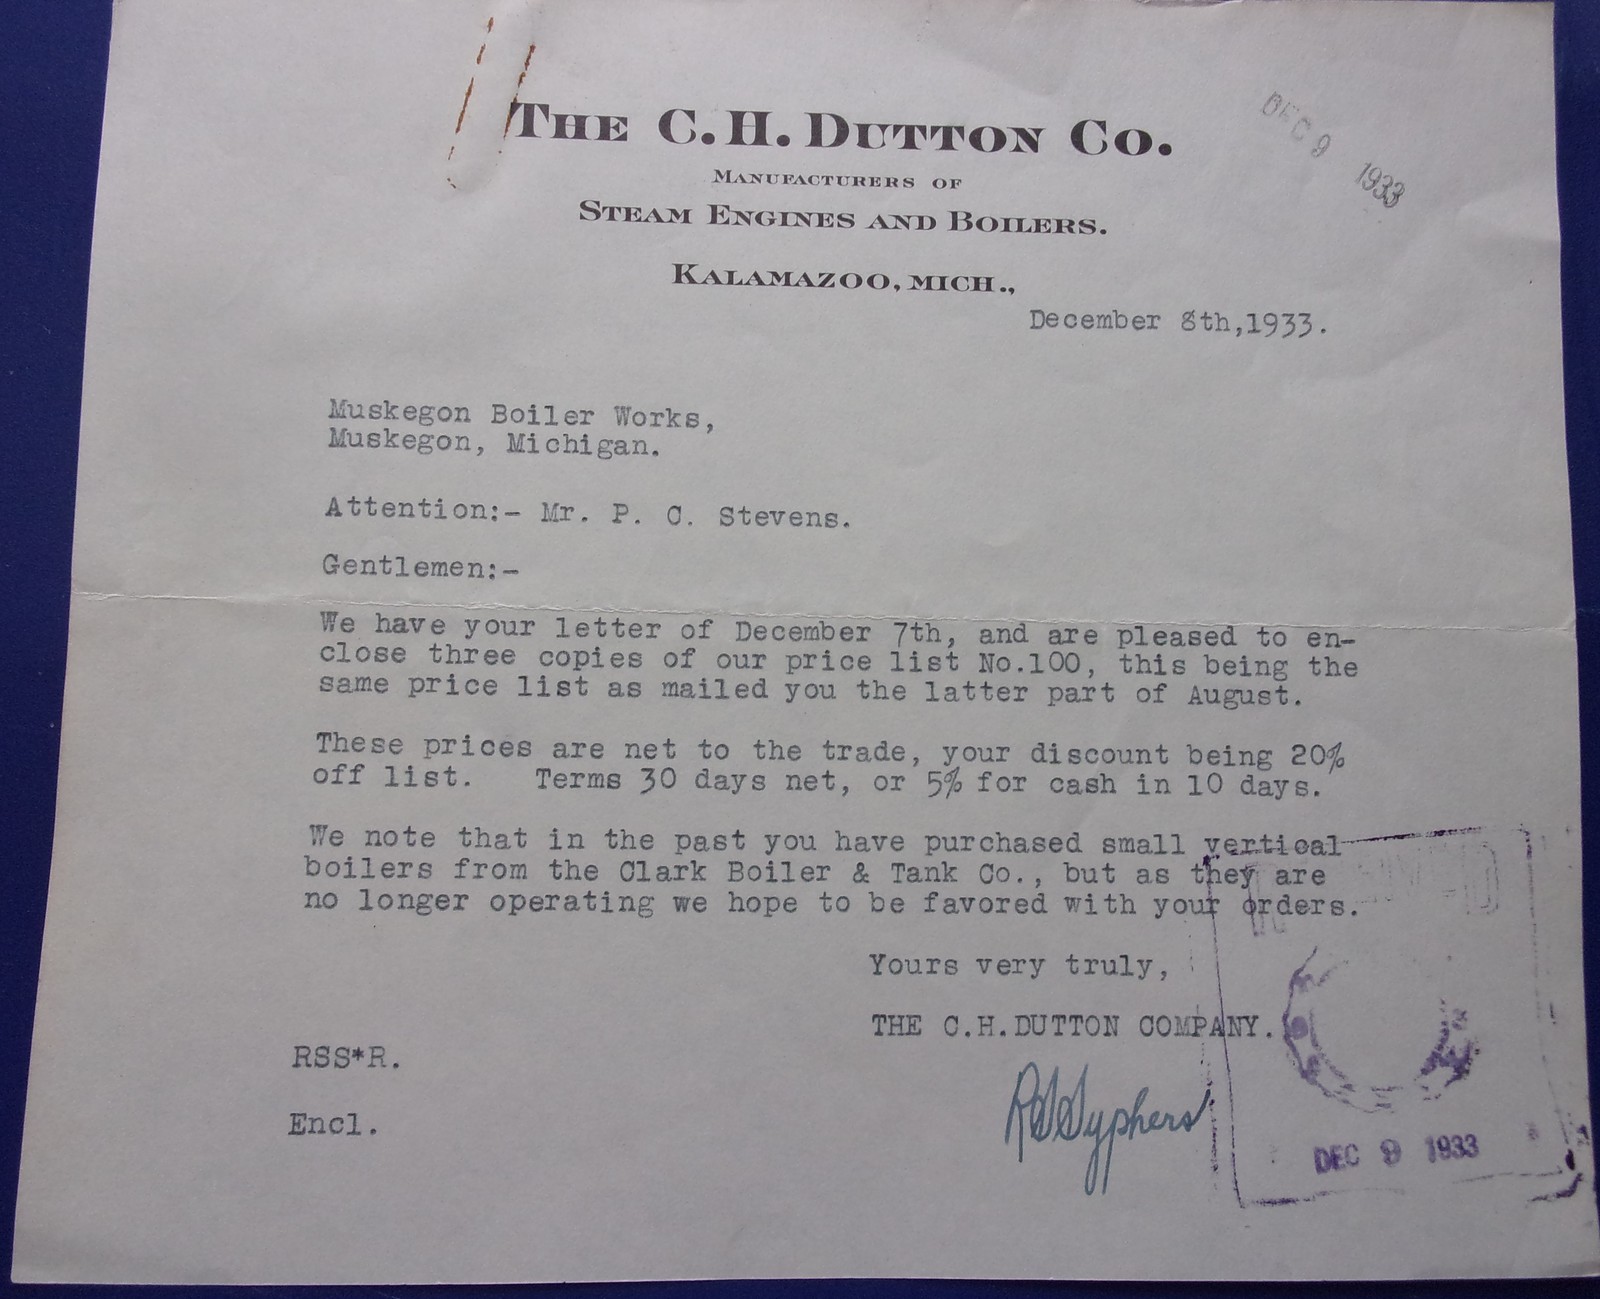 THE C.H. DUTTON CO.
MANUFACTURERS OF
STEAM ENGINES AND BOILERS.
KALAMAZOO, MICH.,
DEC 9 1933
December 8th,1933.
Muskegon Boiler Works,
Muskegon, Michigan.
Attention:- Mr. P. C. Stevens.
Gentlemen:-
We have your letter of December 7th, and are pleased to en-
close three copies of our price list No.100, this being the
same price list as mailed you the latter part of August.
These prices are net to the trade, your discount being 20%
off list. Terms 30 days net, or 5% for cash in 10 days.
We note that in the past you have purchased small vertical
boilers from the Clark Boiler & Tank Co., but as they are
no longer operating we hope to be favored with your orders.
Yours very truly,
THE C.H.DUTTON COMPANY.
RSS*R.
RSSyphers
Encl.
DEC 9 1933